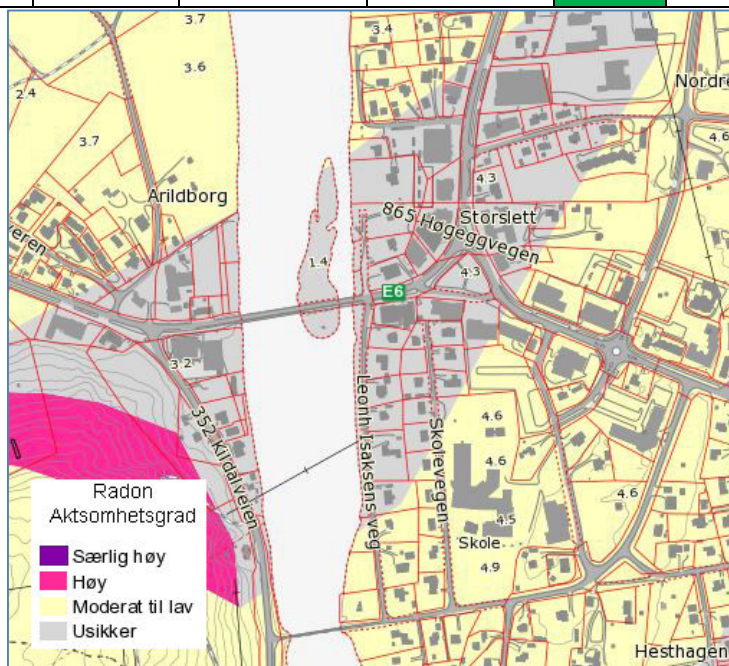 3.7
3.4
3.6
Nordre
2.4
3.7
4.6
4.3
Arildborg
Storslett
865 Høgeggvegen
veren
1.4
4.3
E6
3.2
352 Kildalveien
Leonh Isaksens veg
Skolevegen
4.6
4.6
4.6
4.5
Skole
4.9
Hesthagen
Radon
Aktsomhetsgrad
Særlig høy
Høy
Moderat til lav
Usikker